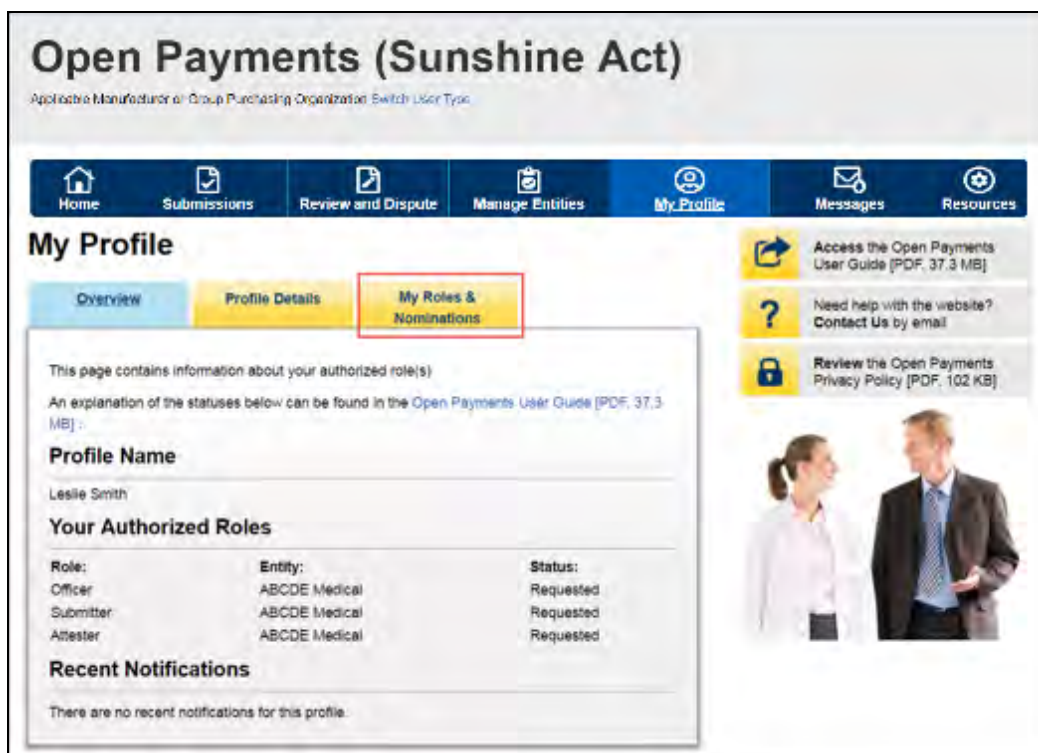 Open Payments (Sunshine Act)
Applicable Manufacturer or Group Purchasing Organization Switch User Type
Home Submissions Review and Dispute Manage Entities My Profile Messages Resources
My Profile
Overview Profile Details My Roles &
Nominations
Access the Open Payments
User Guide [PDF, 37.3 MB]
Need help with the website?
Contact Us by email
Review the Open Payments
Privacy Policy [PDF, 102 KB]
This page contains information about your authorized role(s)
An explanation of the statuses below can be found in the Open Payments User Guide [PDF, 37.3
MB] .
Profile Name
Leslie Smith
Your Authorized Roles
Role: Entity: Status:
Officer ABCDE Medical Requested
Submitter ABCDE Medical Requested
Attester ABCDE Medical Requested
Recent Notifications
There are no recent notifications for this profile.